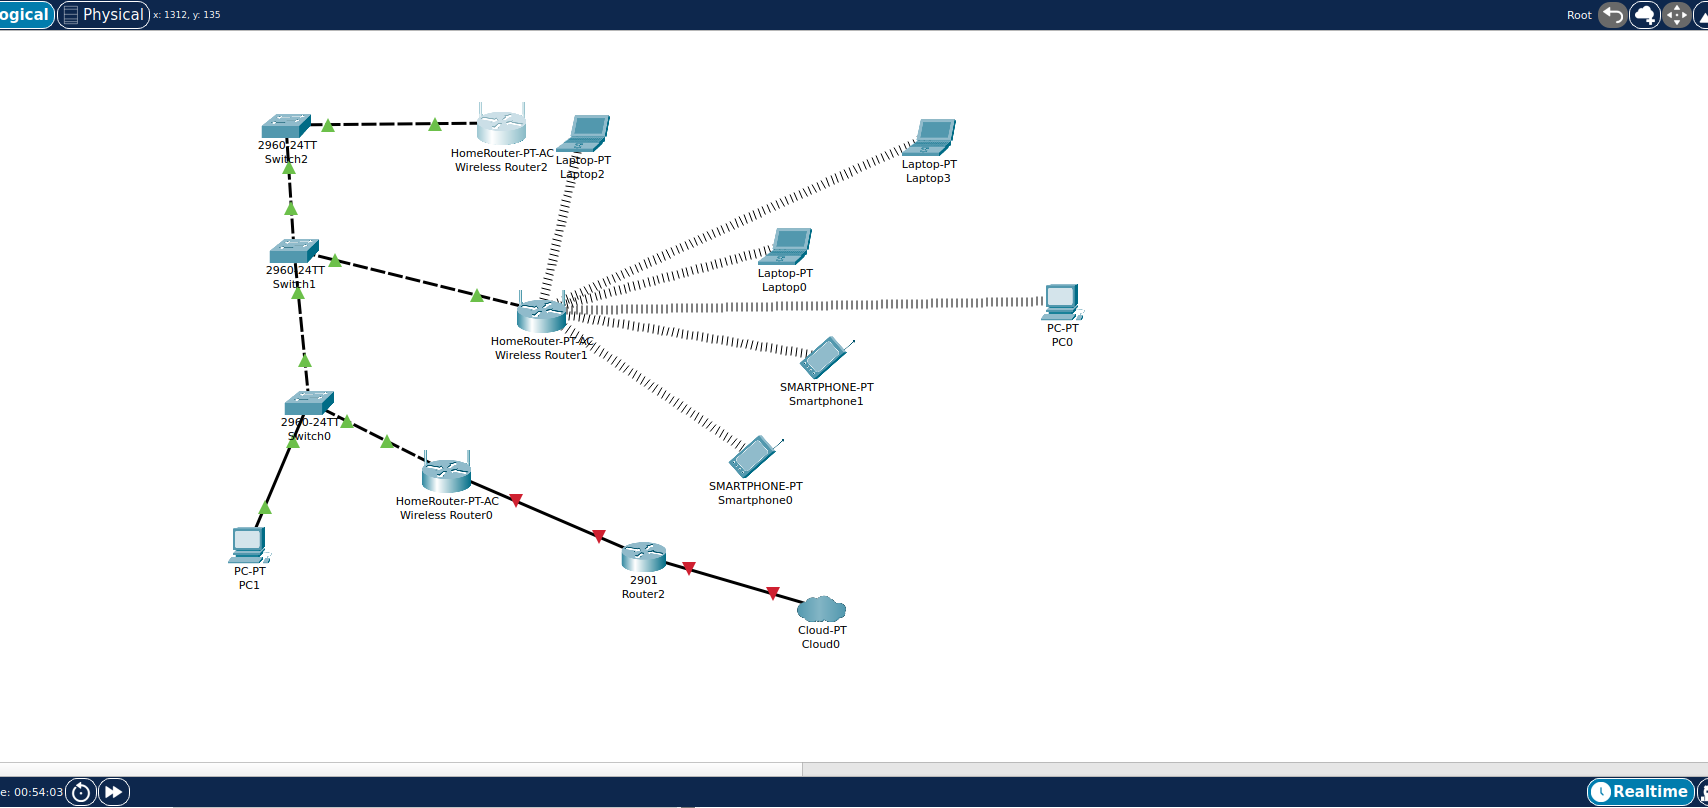 ogical
Physical
x: 1312, y: 135
Root
2960-24TT
Switch2
HomeRouter-PT-AC
Wireless Router2
Laptop-PT
Laptop2
Laptop-PT
Laptop3
2960-24TT
Switch1
Laptop-PT
Laptop0
HomeRouter-PT-AC
Wireless Router1
PC-PT
PC0
SMARTPHONE-PT
Smartphone1
2960-24TT
Switch0
SMARTPHONE-PT
Smartphone0
HomeRouter-PT-AC
Wireless Router0
PC-PT
PC1
2901
Router2
Cloud-PT
Cloud0
e: 00:54:03
Realtime